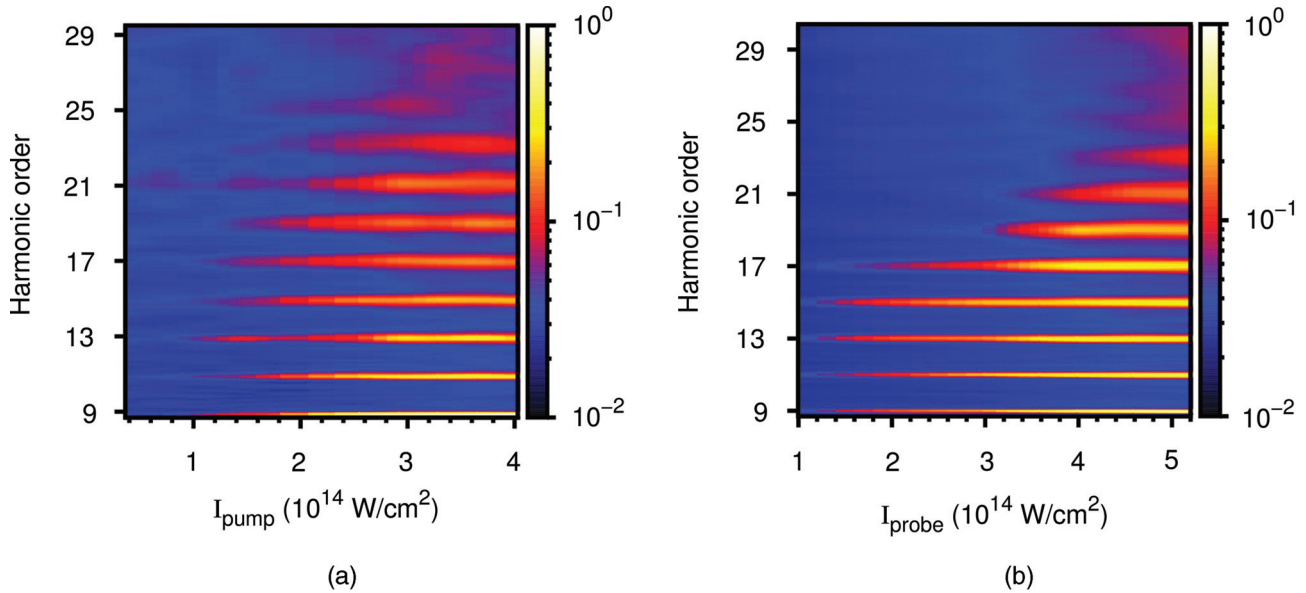 29
25
21
17
13
9
Harmonic order
1 2 3 4
I_pump (10^14 W/cm^2)
10^0
10^-1
10^-2
(a)
29
25
21
17
13
9
Harmonic order
1 2 3 4 5
I_probe (10^14 W/cm^2)
10^0
10^-1
10^-2
(b)